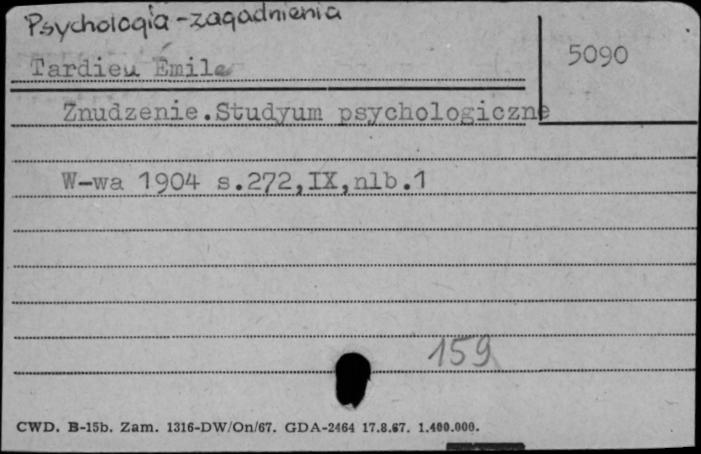 Psychologia-zagadnienia
5090
Tardieu Emile
Znudzenie.Studyum psychologiczne
W-wa 1904 s.272,IX,nlb.1
159
CWD. B-15b. Zam. 1316-DW/On/67. GDA-2464 17.8.67. 1.400.000.